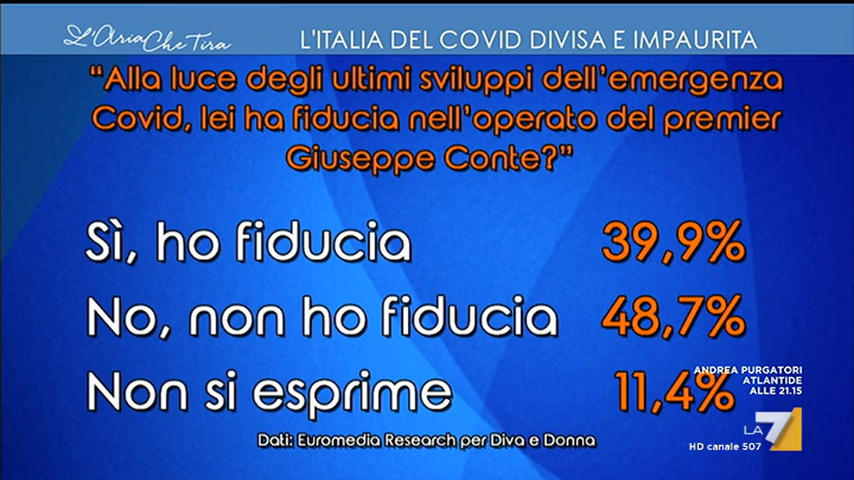 L'Aria Che Tira
L'ITALIA DEL COVID DIVISA E IMPAURITA
“Alla luce degli ultimi sviluppi dell'emergenza
Covid, lei ha fiducia nell'operato del premier
Giuseppe Conte?”
Sì, ho fiducia 39,9%
No, non ho fiducia 48,7%
Non si esprime 11,4%
ANDREA PURGATORI
ATLANTIDE
ALLE 21.15
Dati: Euromedia Research per Diva e Donna
LA7
HD canale 507